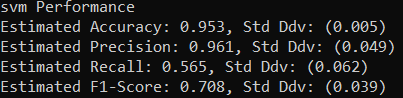 svm Performance
Estimated Accuracy: 0.953, Std Ddv: (0.005)
Estimated Precision: 0.961, Std Ddv: (0.049)
Estimated Recall: 0.565, Std Ddv: (0.062)
Estimated F1-Score: 0.708, Std Ddv: (0.039)